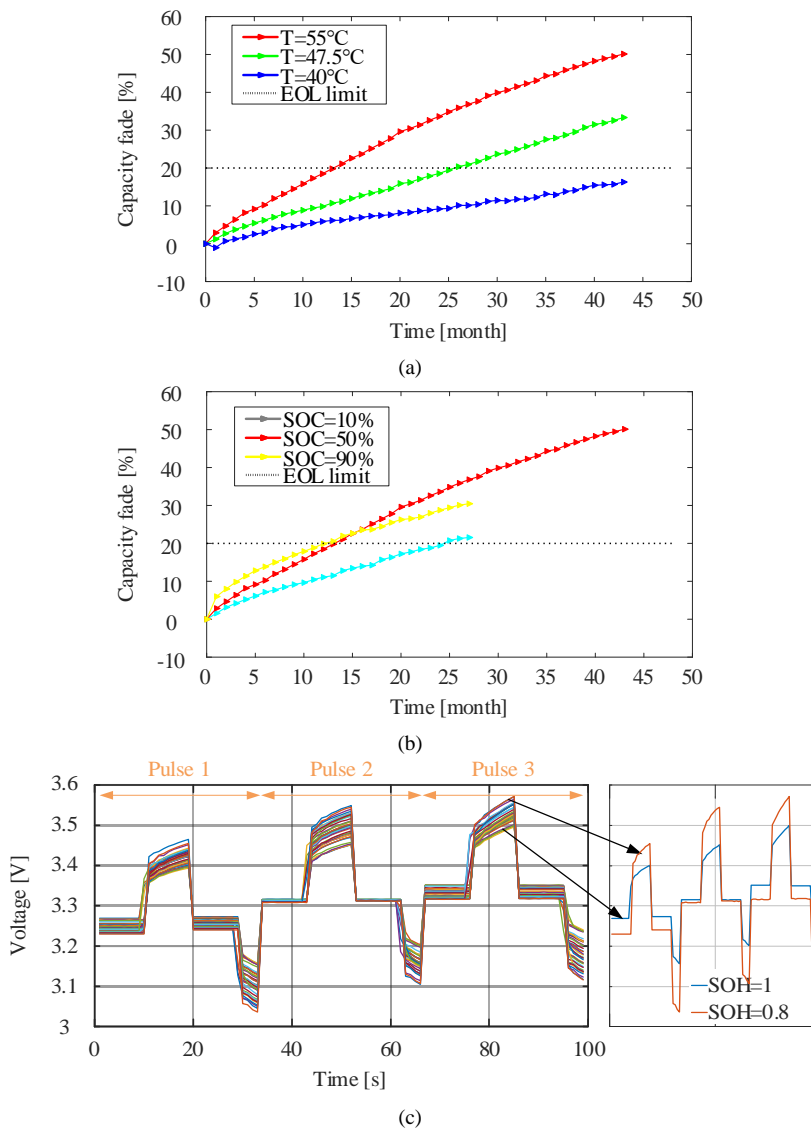 60
50
40
30
20
10
0
-10
Capacity fade [%]
T=55°C
T=47.5°C
T=40°C
EOL limit
0 5 10 15 20 25 30 35 40 45 50
Time [month]
(a)
60
50
40
30
20
10
0
-10
Capacity fade [%]
SOC=10%
SOC=50%
SOC=90%
EOL limit
0 5 10 15 20 25 30 35 40 45 50
Time [month]
(b)
Pulse 1 Pulse 2 Pulse 3
3.6
3.5
3.4
3.3
3.2
3.1
3
Voltage [V]
0 20 40 60 80 100
Time [s]
SOH=1
SOH=0.8
(c)